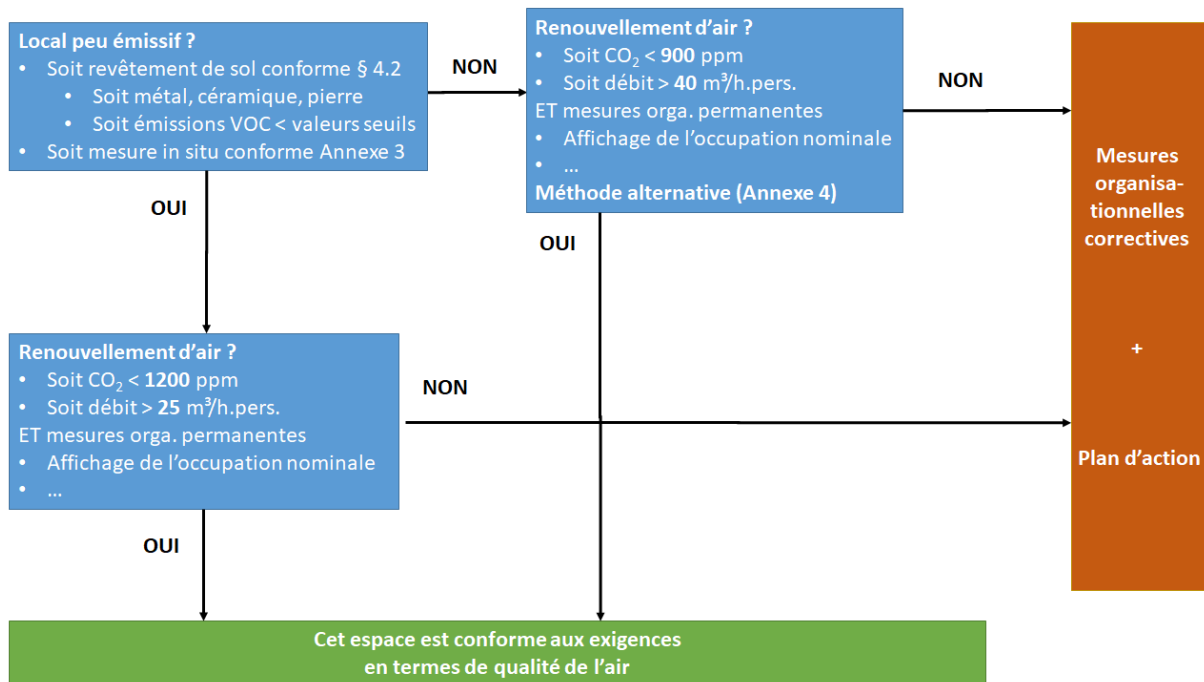 Local peu émissif ?
• Soit revêtement de sol conforme § 4.2
• Soit métal, céramique, pierre
• Soit émissions VOC < valeurs seuils
• Soit mesure in situ conforme Annexe 3
NON
Renouvellement d’air ?
• Soit CO₂ < 900 ppm
• Soit débit > 40 m³/h.pers.
ET mesures orga. permanentes
• Affichage de l’occupation nominale
• ...
Méthode alternative (Annexe 4)
NON
OUI
OUI
Renouvellement d’air ?
• Soit CO₂ < 1200 ppm
• Soit débit > 25 m³/h.pers.
ET mesures orga. permanentes
• Affichage de l’occupation nominale
• ...
NON
OUI
Mesures
organisa-
tionnelles
correctives
+
Plan d’action
Cet espace est conforme aux exigences
en termes de qualité de l’air